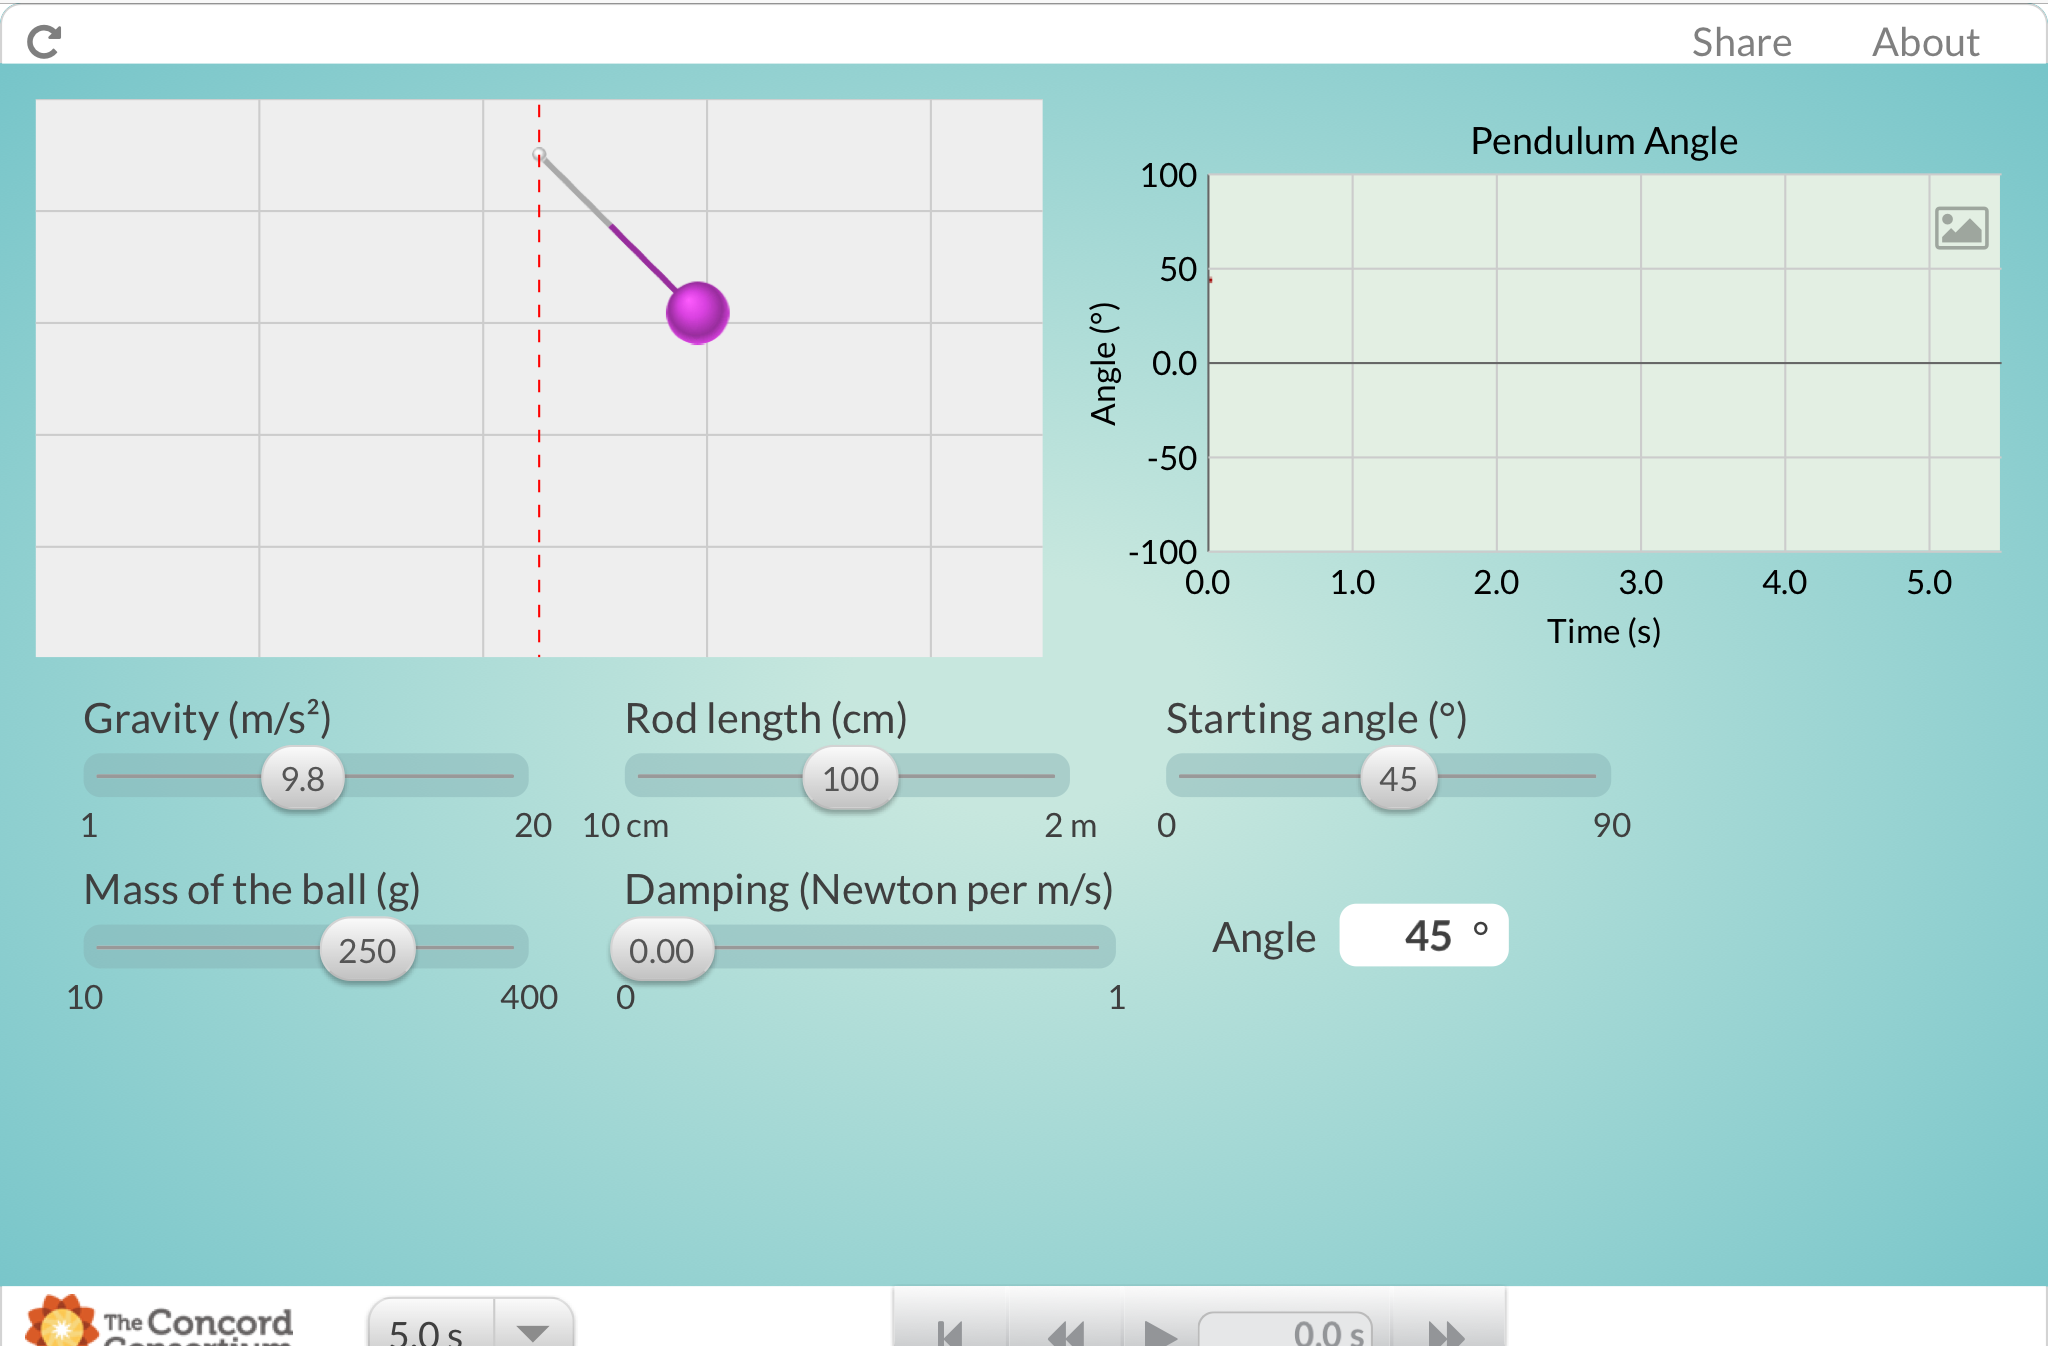 Share About
Pendulum Angle
100
50
0.0
-50
-100
Angle (°)
0.0 1.0 2.0 3.0 4.0 5.0
Time (s)
Gravity (m/s²) Rod length (cm) Starting angle (°)
9.8 100 45
1 20 10 cm 2 m 0 90
Mass of the ball (g) Damping (Newton per m/s)
250 0.00 Angle 45 °
10 400 0 1
The Concord
Consortium
5.0 s 0.0 s